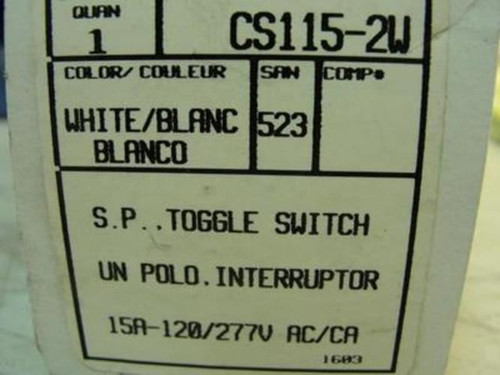 QUAN
1
CS115-2W
COLOR/ COULEUR
SAN
COMP#
WHITE/BLANC
BLANCO
523
S.P.,TOGGLE SWITCH
UN POLO.INTERRUPTOR
15A-120/277V AC/CA
1603